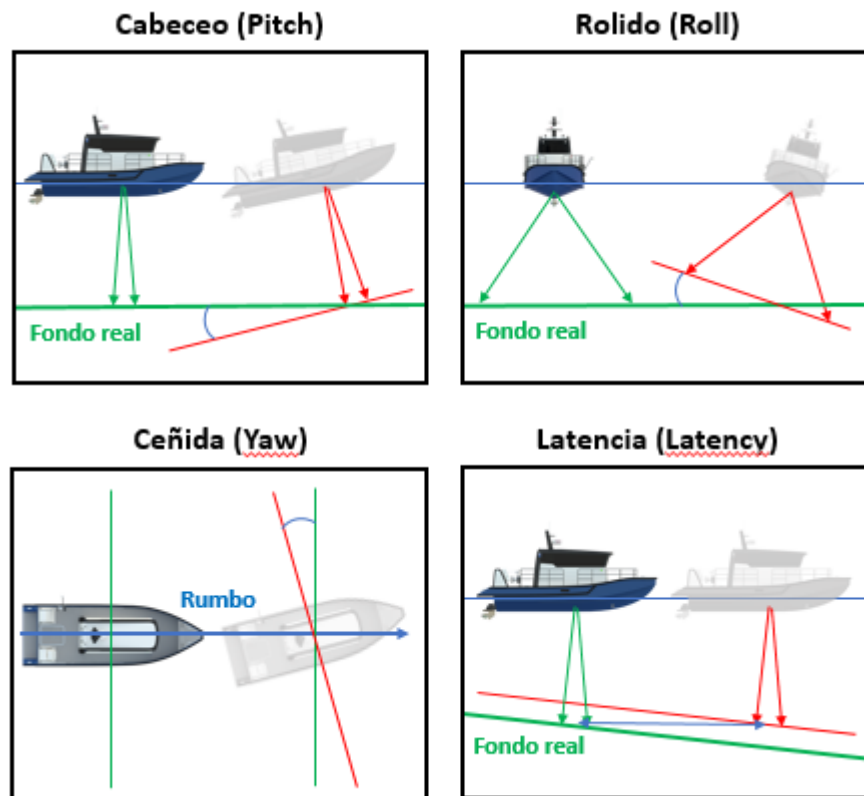 Cabeceo (Pitch)
Rolido (Roll)
Fondo real
Fondo real
Ceñida (Yaw)
Latencia (Latency)
Rumbo
Fondo real